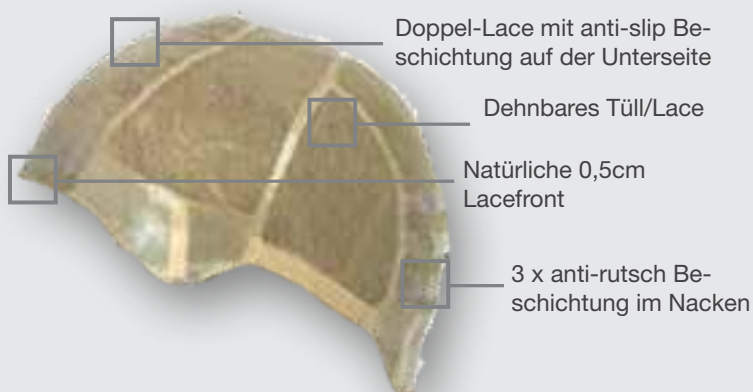 Doppel-Lace mit anti-slip Be-
schichtung auf der Unterseite
Dehnbares Tüll/Lace
Natürliche 0,5cm
Lacefront
3 x anti-rutsch Be-
schichtung im Nacken